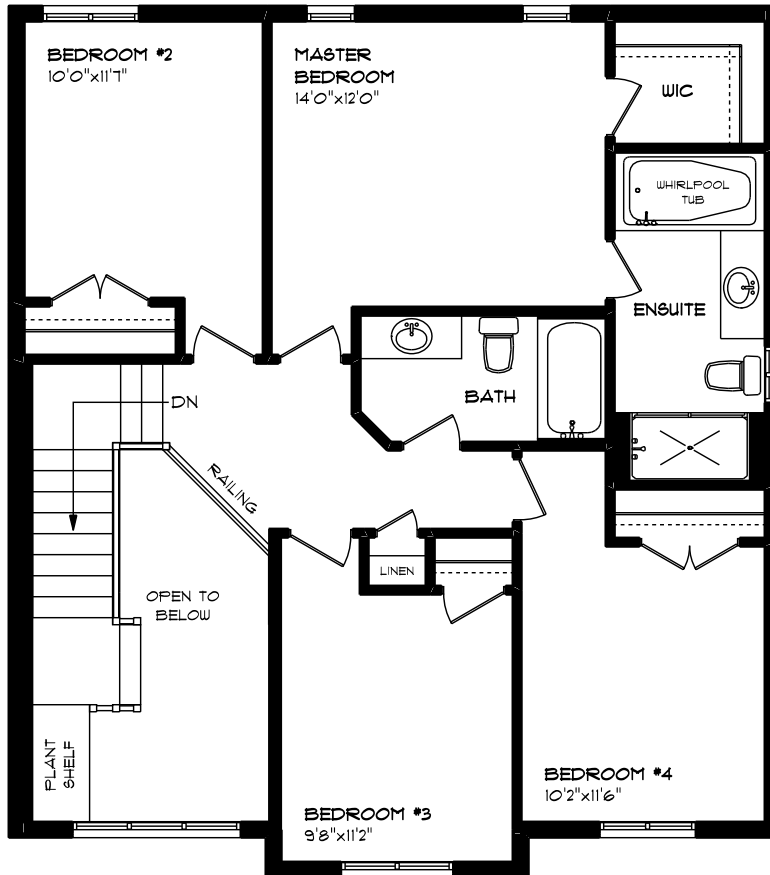 BEDROOM #2
10'0"x11'7"
MASTER
BEDROOM
14'0"x12'0"
WIC
WHIRLPOOL
TUB
ENSUITE
BATH
DN
RAILING
LINEN
OPEN TO
BELOW
PLANT
SHELF
BEDROOM #4
10'2"x11'6"
BEDROOM #3
9'8"x11'2"